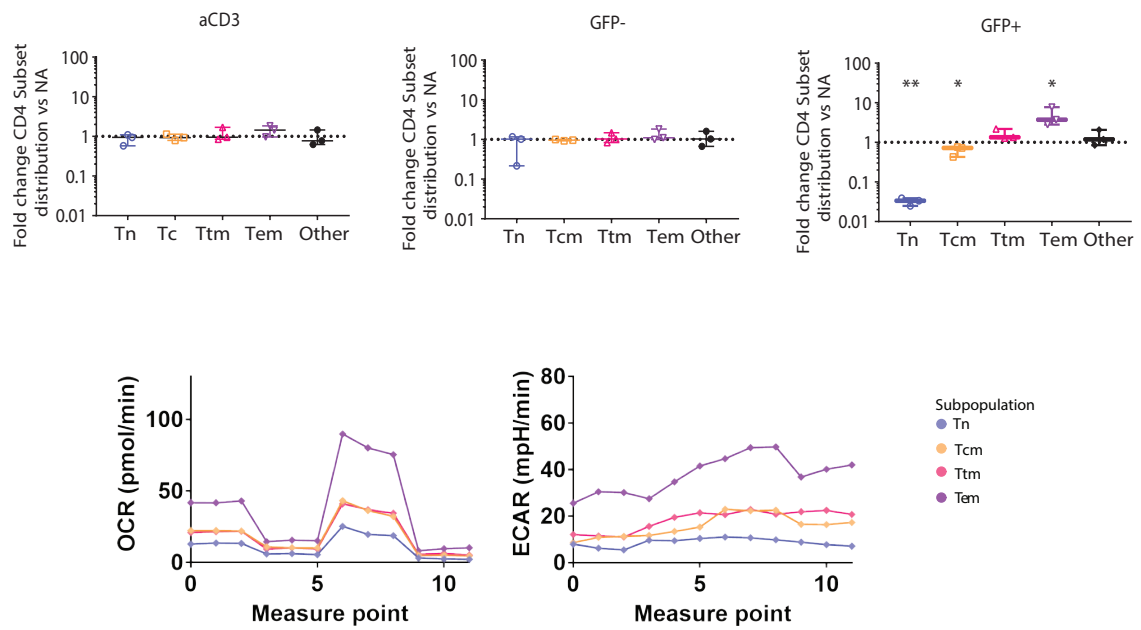 aCD3
Fold change CD4 Subset
distribution vs NA
100
10
1
0.1
0.01
Tn Tc Ttm Tem Other
GFP-
Fold change CD4 Subset
distribution vs NA
100
10
1
0.1
0.01
Tn Tcm Ttm Tem Other
GFP+
Fold change CD4 Subset
distribution vs NA
100
10
1
0.1
0.01
** * *
Tn Tcm Ttm Tem Other
OCR (pmol/min)
100
50
0
0 5 10
Measure point
ECAR (mpH/min)
80
60
40
20
0
0 5 10
Measure point
Subpopulation
Tn
Tcm
Ttm
Tem